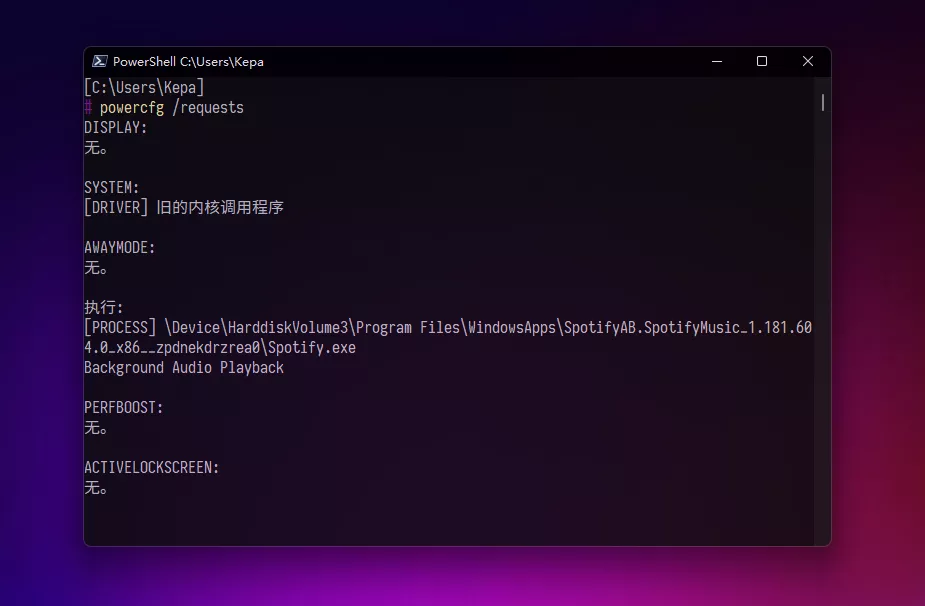 PowerShell C:\Users\Kepa
[C:\Users\Kepa]
# powercfg /requests
DISPLAY:
无。
SYSTEM:
[DRIVER] 旧的内核调用程序
AWAYMODE:
无。
执行:
[PROCESS] \Device\HarddiskVolume3\Program Files\WindowsApps\SpotifyAB.SpotifyMusic_1.181.60
4.0_x86__zpdnekdrzrea0\Spotify.exe
Background Audio Playback
PERFBOOST:
无。
ACTIVELOCKSCREEN:
无。